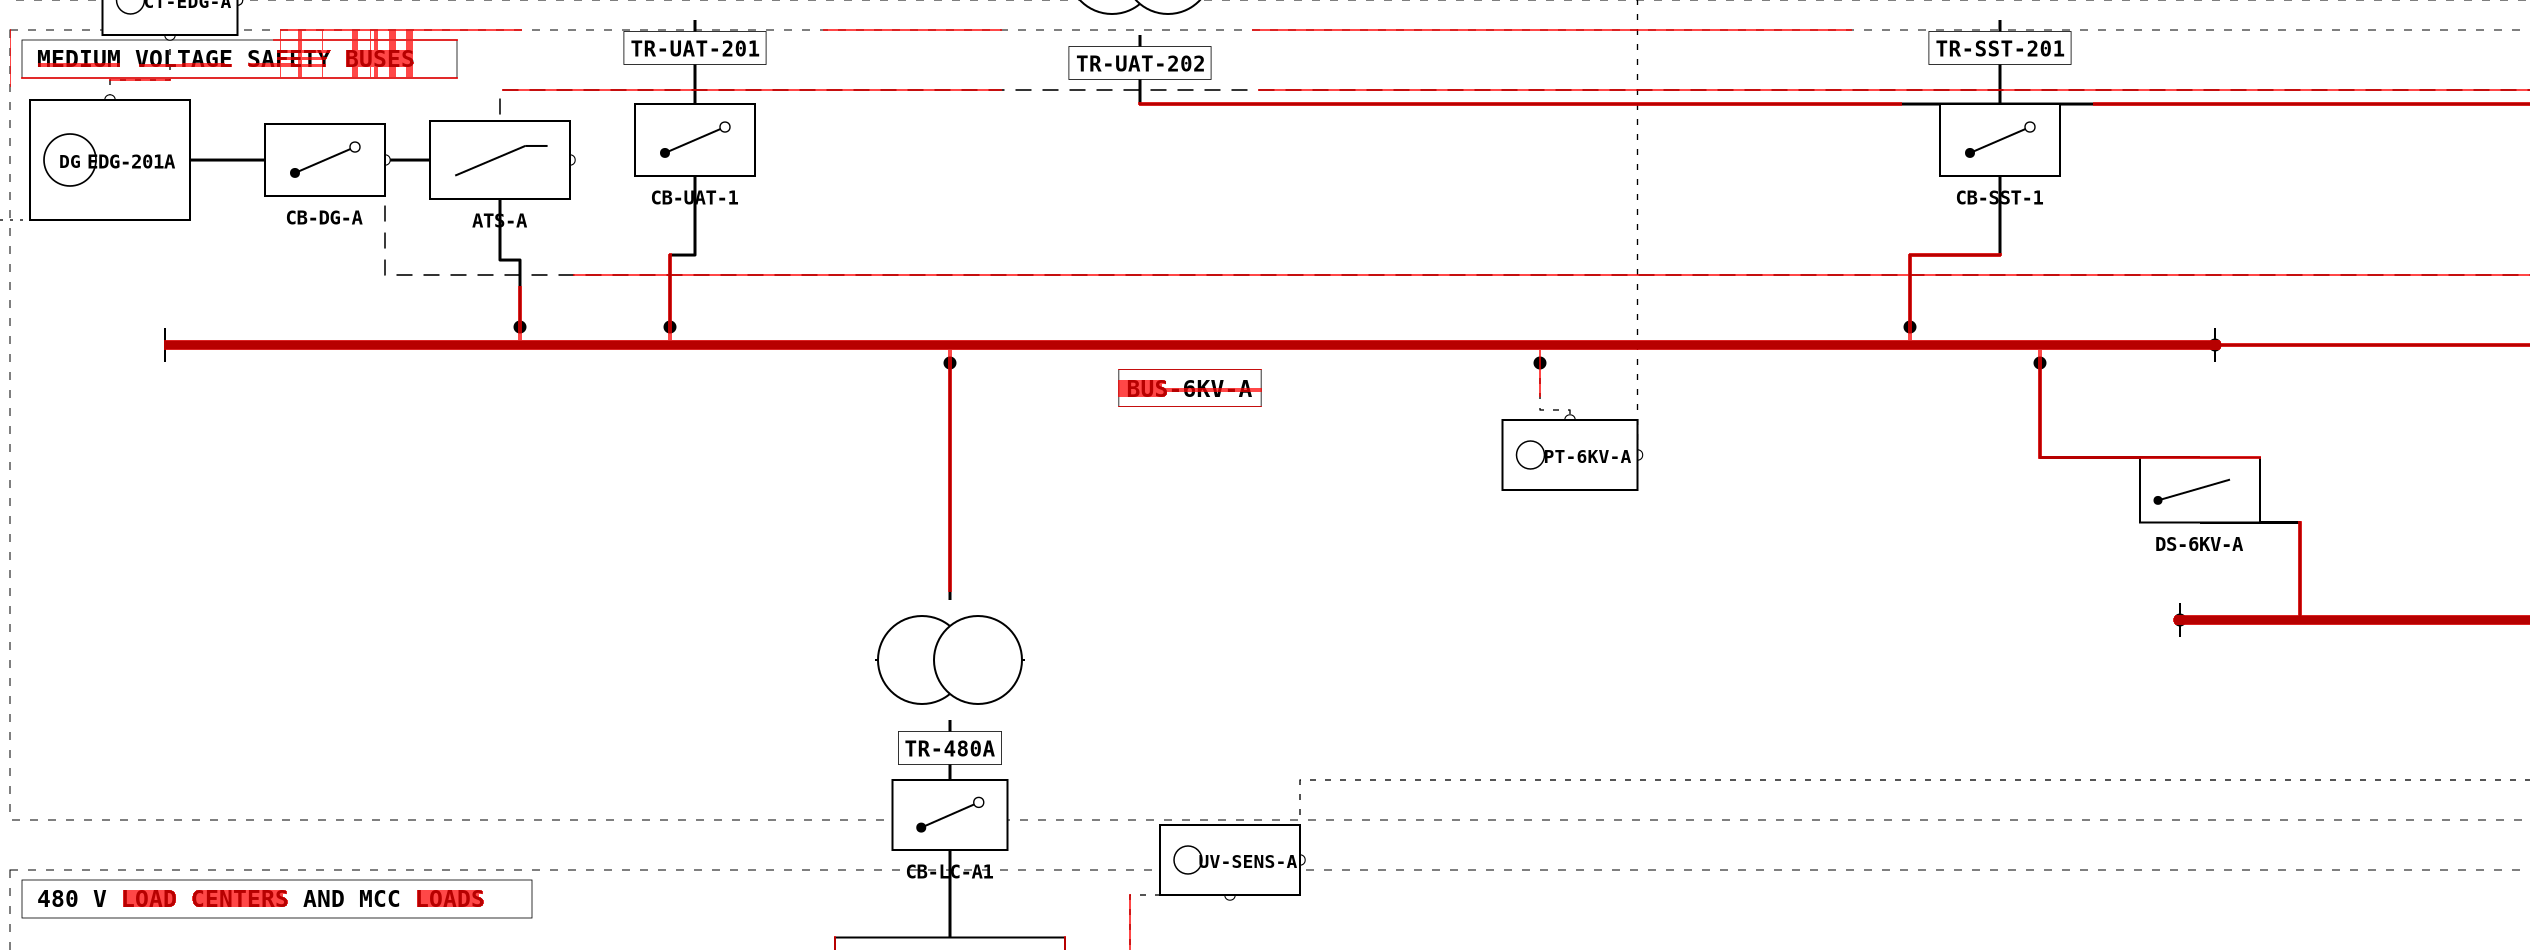 CT-EDG-A
MEDIUM VOLTAGE SAFETY BUSES
TR-UAT-201
TR-UAT-202
TR-SST-201
DG EDG-201A
CB-DG-A
ATS-A
CB-UAT-1
CB-SST-1
BUS-6KV-A
PT-6KV-A
DS-6KV-A
TR-480A
CB-LC-A1
UV-SENS-A
480 V LOAD CENTERS AND MCC LOADS